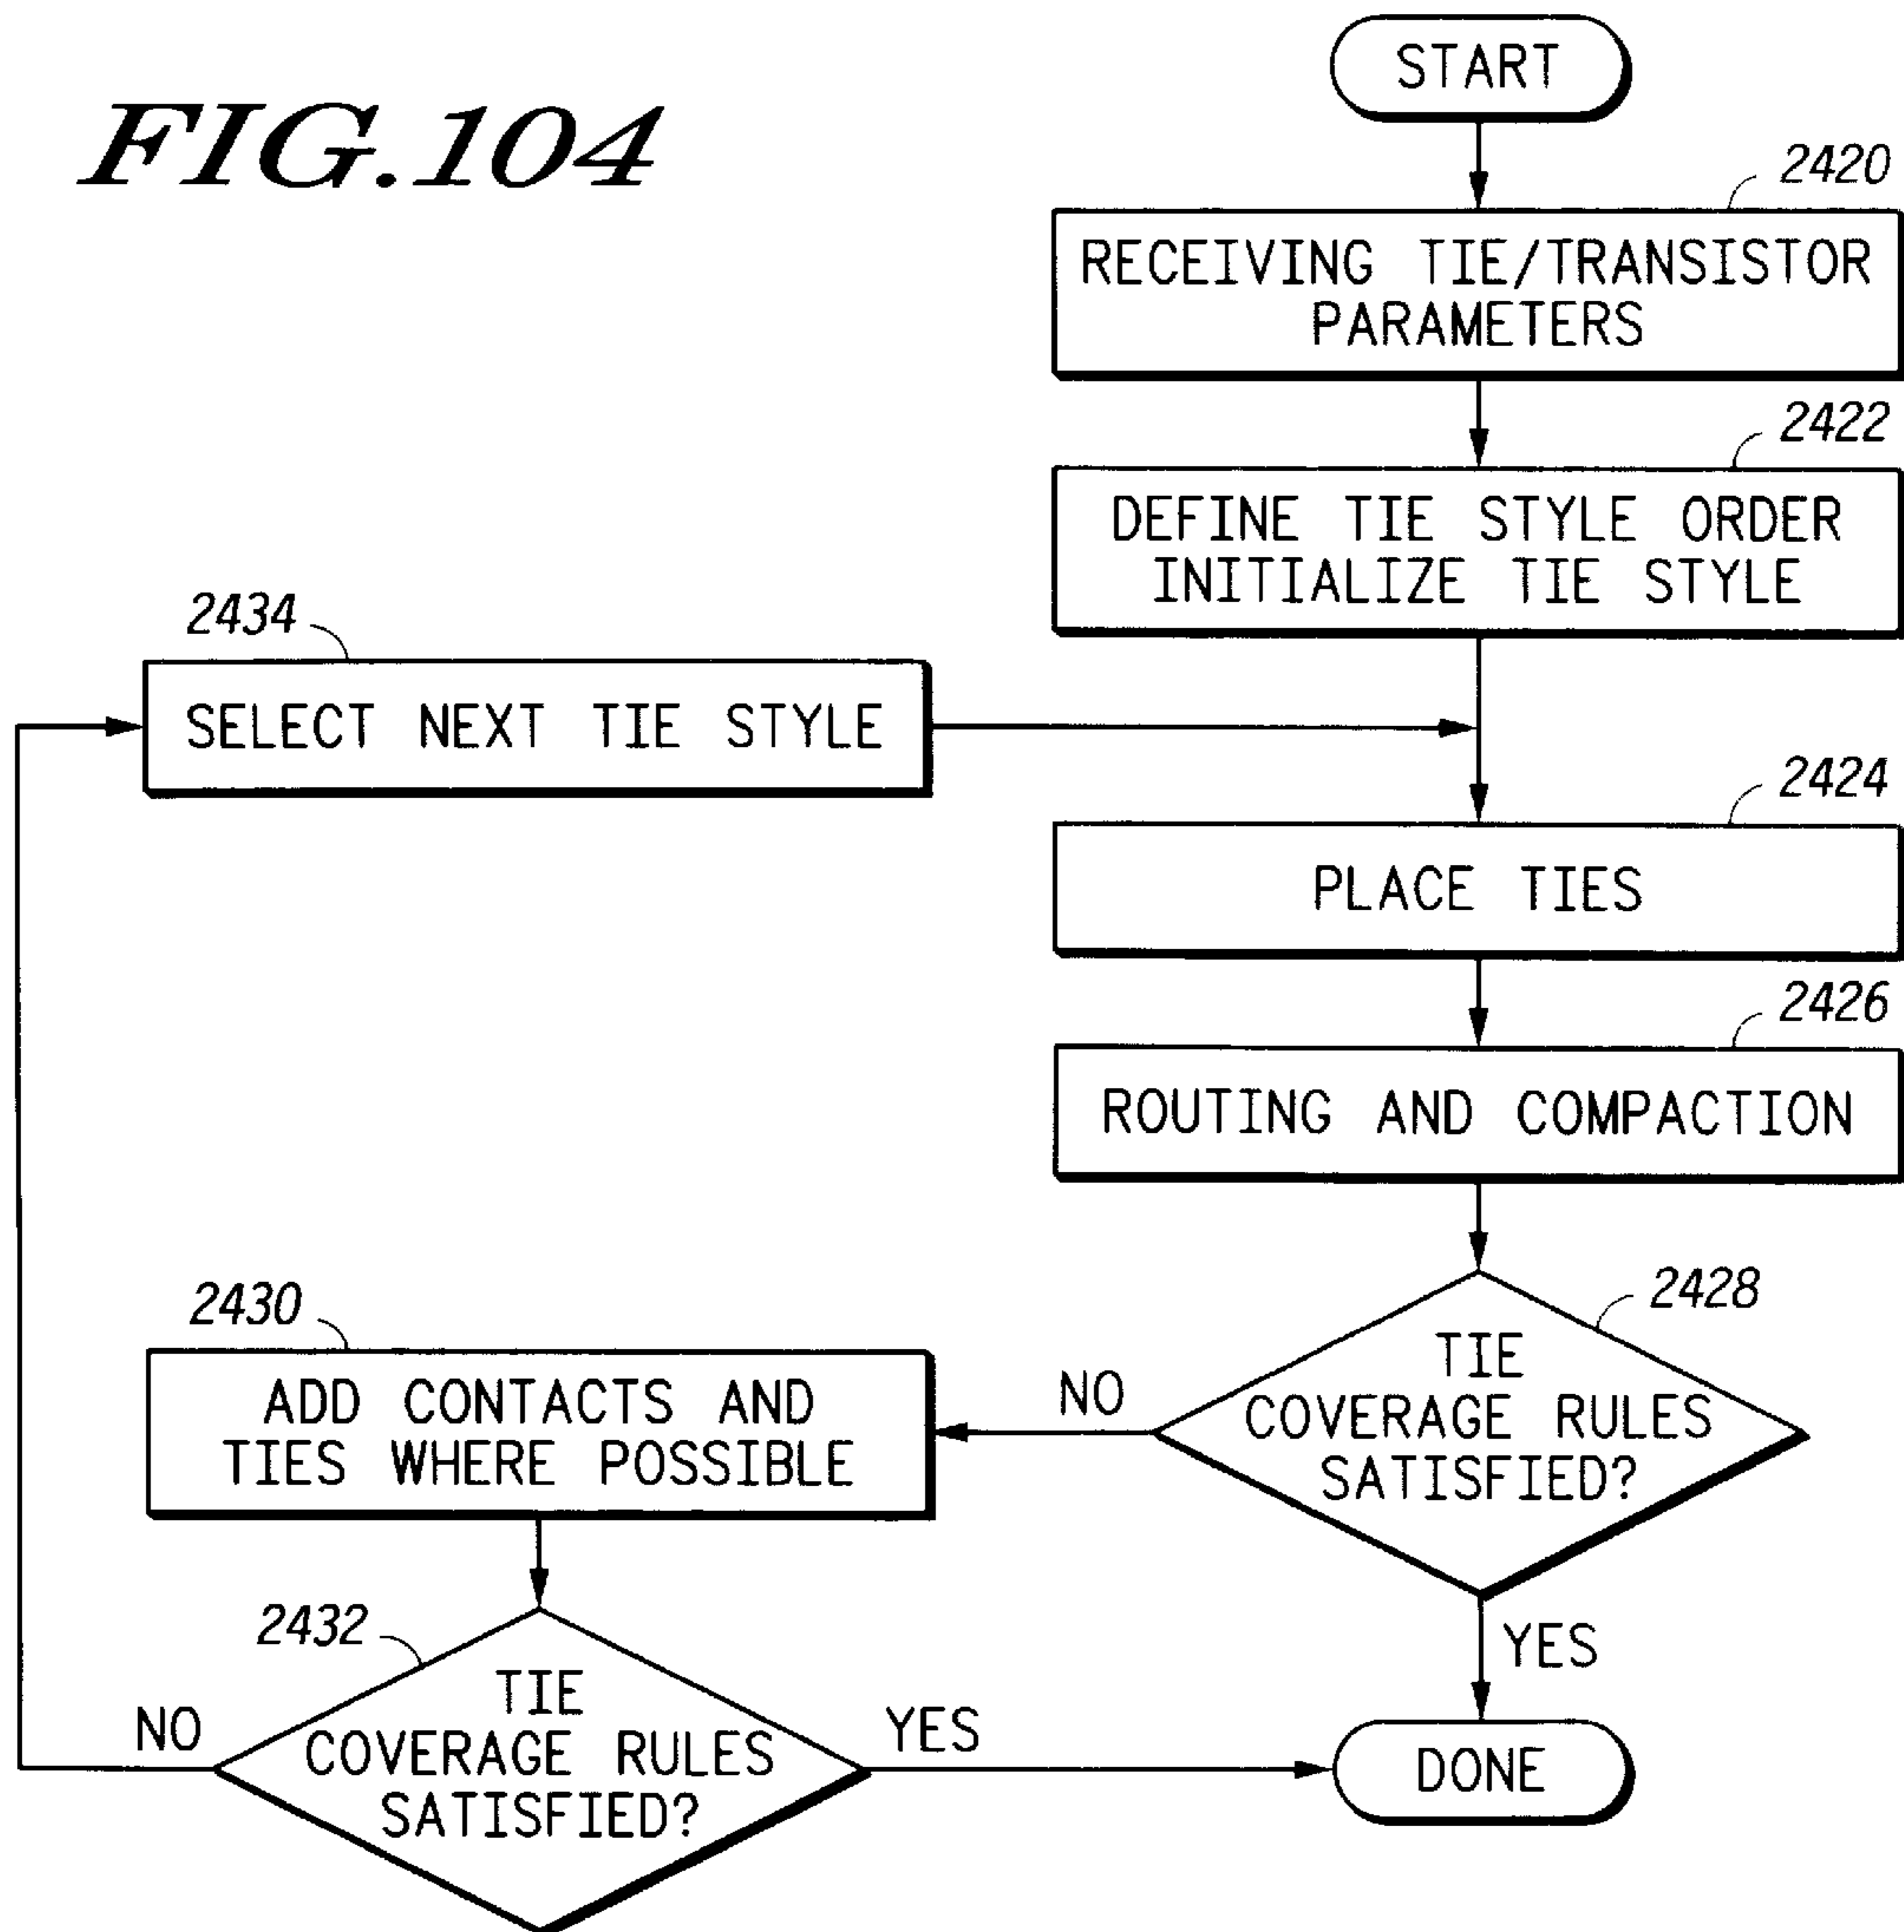 FIG.104
START
2420
RECEIVING TIE/TRANSISTOR
PARAMETERS
2422
DEFINE TIE STYLE ORDER
INITIALIZE TIE STYLE
2434
SELECT NEXT TIE STYLE
2424
PLACE TIES
2426
ROUTING AND COMPACTION
2428
TIE
COVERAGE RULES
SATISFIED?
NO
YES
2430
ADD CONTACTS AND
TIES WHERE POSSIBLE
2432
TIE
COVERAGE RULES
SATISFIED?
NO
YES
DONE